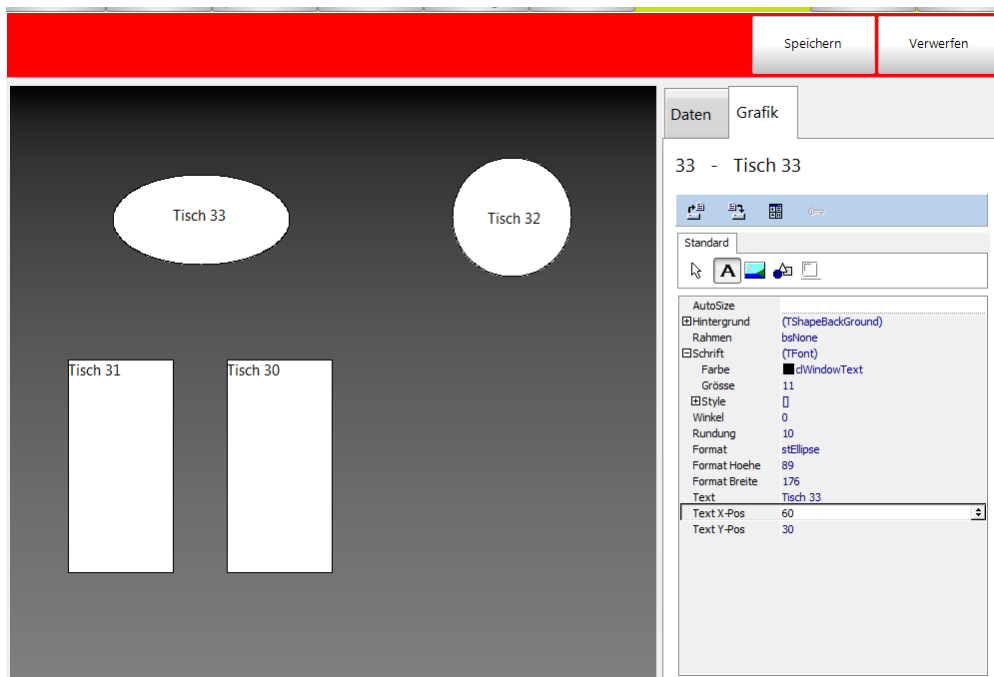 Speichern Verwerfen
Daten Grafik
33 - Tisch 33
Standard
A
AutoSize
Hintergrund (TShapeBackGround)
Rahmen bsNone
Schrift (TFont)
Farbe clWindowText
Grösse 11
Style []
Winkel 0
Rundung 10
Format stEllipse
Format Hoehe 89
Format Breite 176
Text Tisch 33
Text X-Pos 60
Text Y-Pos 30
Tisch 33 Tisch 32
Tisch 31 Tisch 30